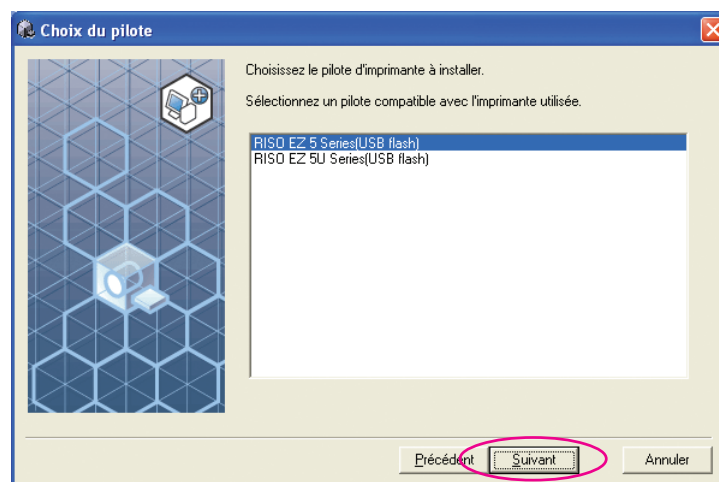 Choix du pilote
Choisissez le pilote d'imprimante à installer.
Sélectionnez un pilote compatible avec l'imprimante utilisée.
RISO EZ 5 Series(USB flash)
RISO EZ 5U Series(USB flash)
Précédent Suivant Annuler